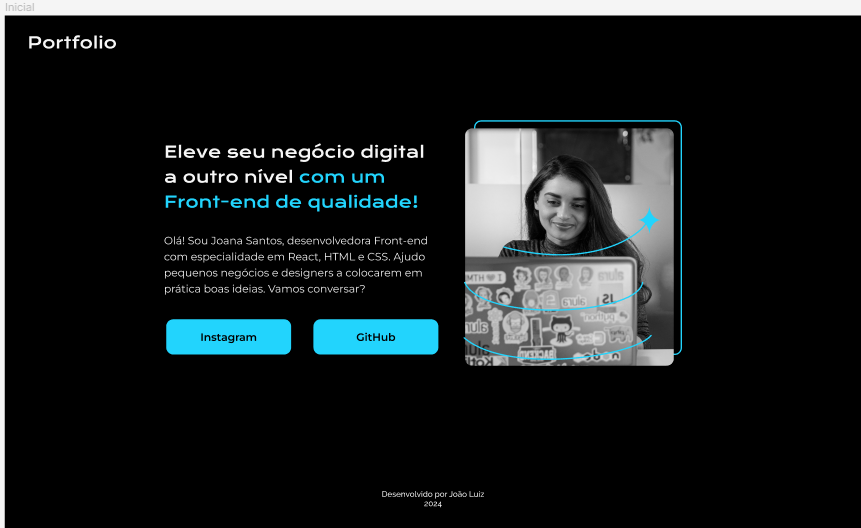 Inicial
Portfolio
Eleve seu negócio digital
a outro nível com um
Front-end de qualidade!
Olá! Sou Joana Santos, desenvolvedora Front-end
com especialidade em React, HTML e CSS. Ajudo
pequenos negócios e designers a colocarem em
prática boas ideias. Vamos conversar?
Instagram
GitHub
alura
python
Desenvolvido por João Luiz
2024